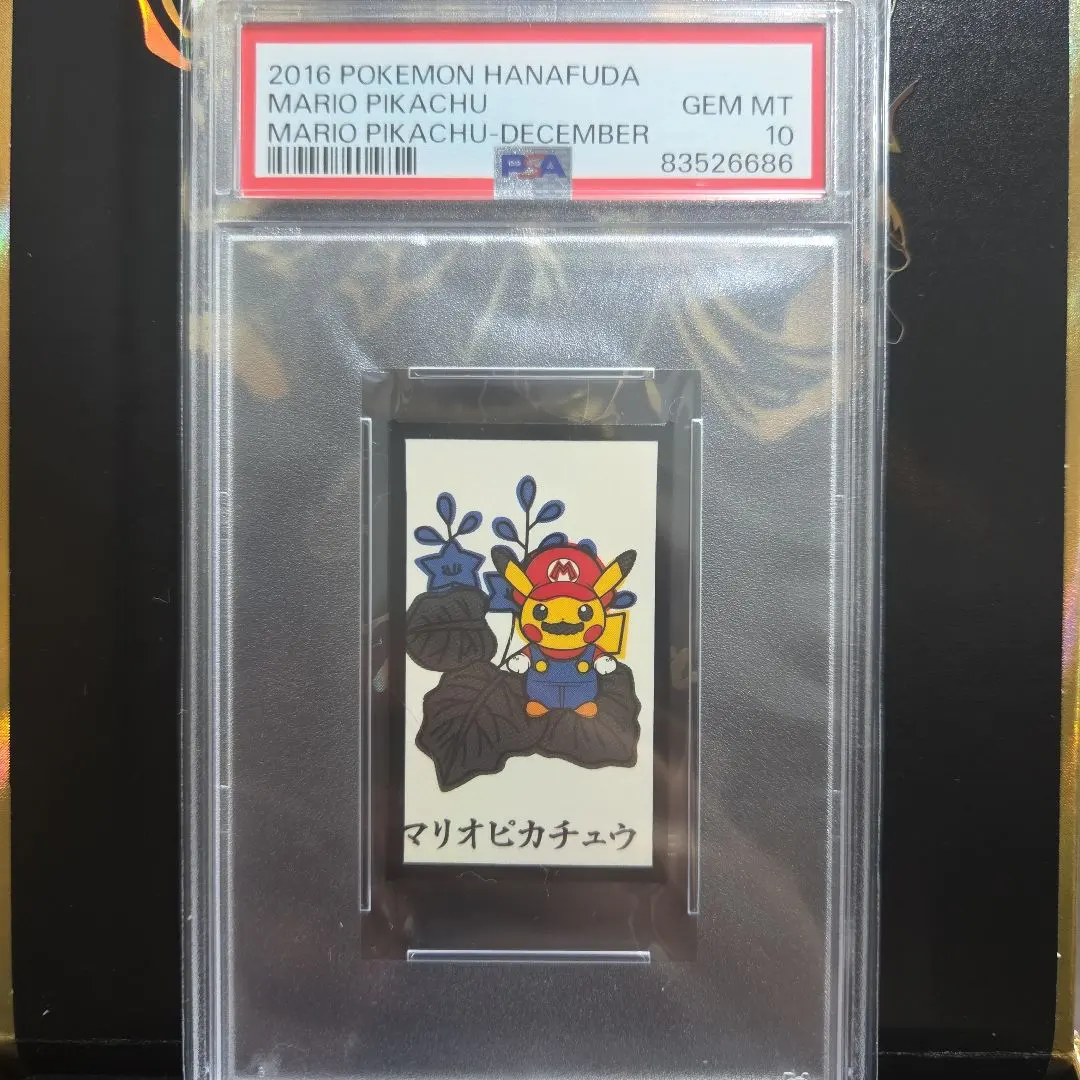 2016 POKEMON HANAFUDA
MARIO PIKACHU GEM MT
MARIO PIKACHU-DECEMBER 10
PSA 83526686
M
マリオピカチュウ